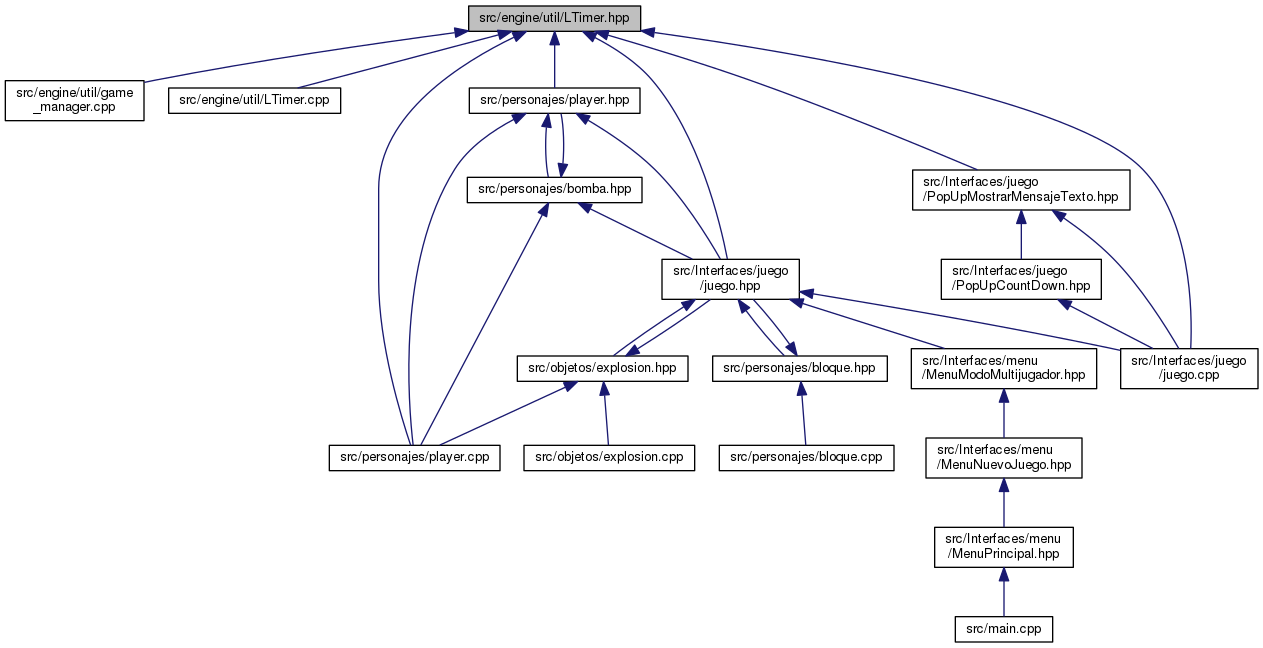 src/engine/util/LTimer.hpp
src/engine/util/game
_manager.cpp
src/engine/util/LTimer.cpp
src/personajes/player.hpp
src/personajes/bomba.hpp
src/Interfaces/juego
/PopUpMostrarMensajeTexto.hpp
src/Interfaces/juego
/juego.hpp
src/Interfaces/juego
/PopUpCountDown.hpp
src/objetos/explosion.hpp
src/personajes/bloque.hpp
src/Interfaces/menu
/MenuModoMultijugador.hpp
src/Interfaces/juego
/juego.cpp
src/personajes/player.cpp
src/objetos/explosion.cpp
src/personajes/bloque.cpp
src/Interfaces/menu
/MenuNuevoJuego.hpp
src/Interfaces/menu
/MenuPrincipal.hpp
src/main.cpp